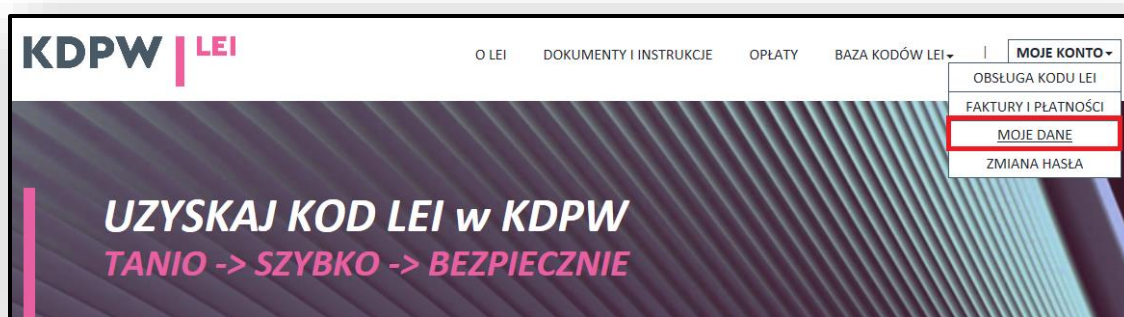 KDPW | LEI
O LEI DOKUMENTY I INSTRUKCJE OPŁATY BAZA KODÓW LEI | MOJE KONTO
OBSŁUGA KODU LEI
FAKTURY I PŁATNOŚCI
MOJE DANE
ZMIANA HASŁA
UZYSKAJ KOD LEI w KDPW
TANIO -> SZYBKO -> BEZPIECZNIE